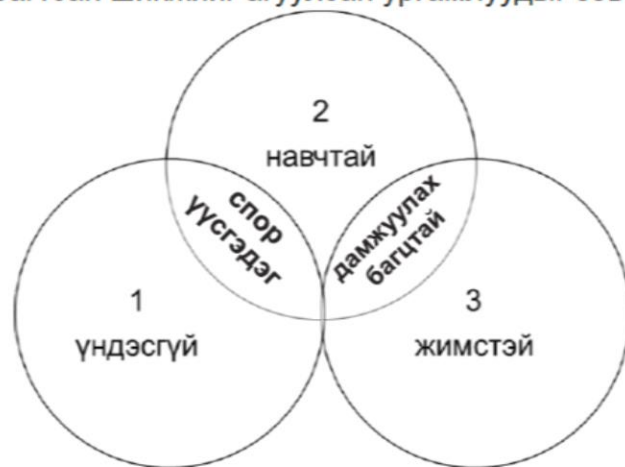 2
навчтай
спор
үүсгэдэг
дамжуулах
багцтай
1
үндэсгүй
3
жимстэй